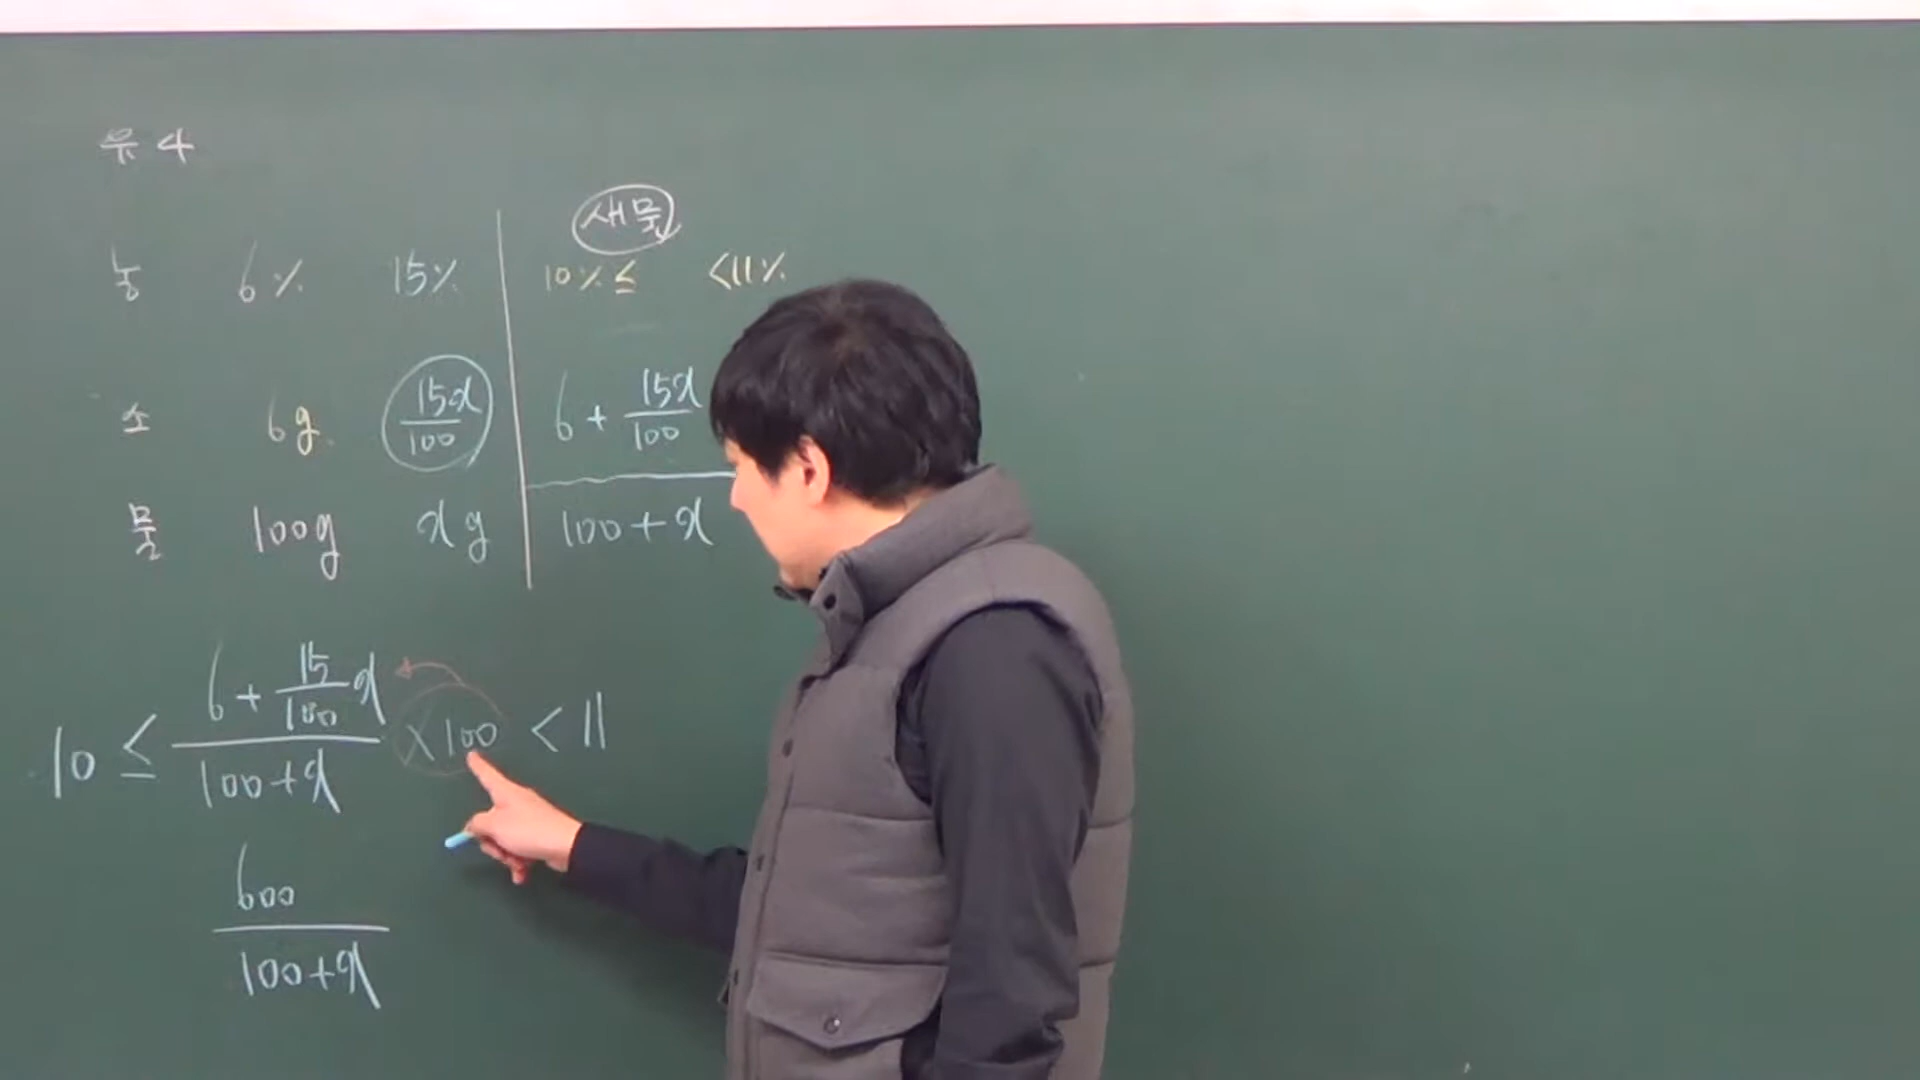 유 4
새물
농 6% 15% 10%≤ <11%
소 6g 15x/100 6 + 15x/100
물 100g x g 100+x
10 ≤ (6 + 15/100 x)/(100+x) ×100 < 11
600/(100+x)